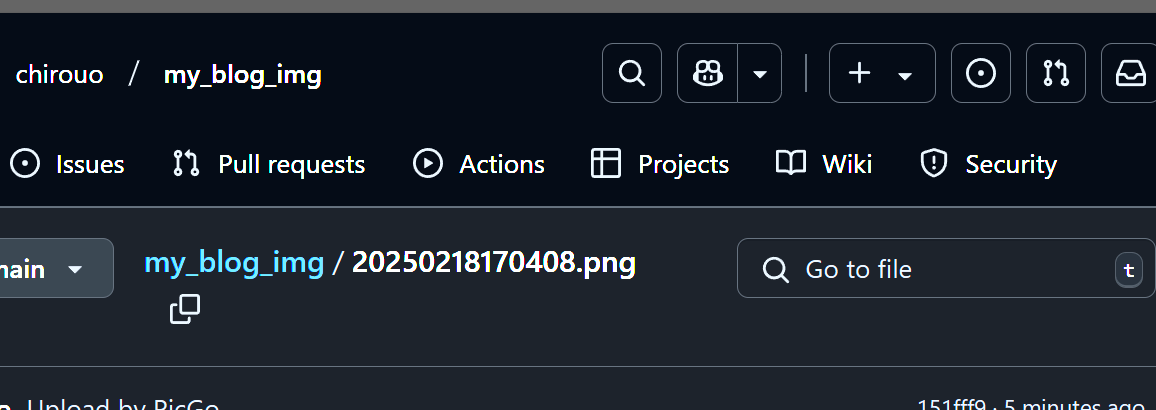 chirouo / my_blog_img
Issues Pull requests Actions Projects Wiki Security
main my_blog_img / 20250218170408.png Go to file t
Upload by PicGo 151fff9 · 5 minutes ago